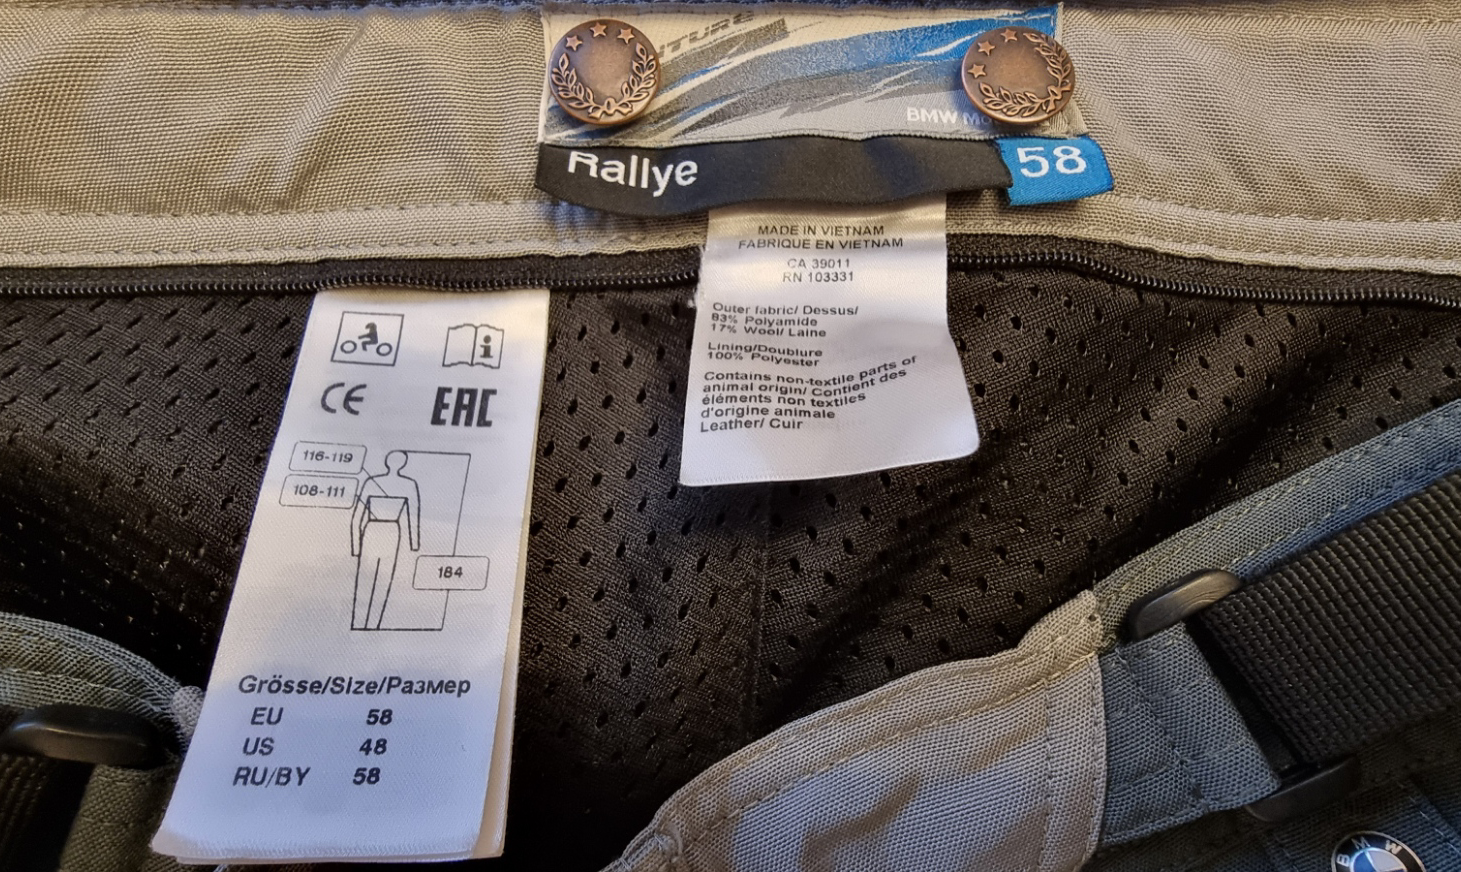 BMW
Rallye
58
MADE IN VIETNAM
FABRIQUE EN VIETNAM
CA 39011
RN 103331
Outer fabric/ Dessus/
83% Polyamide
17% Wool/ Laine
Lining/Doublure
100% Polyester
Contains non-textile parts of
animal origin/ Contient des
éléments non textiles
d'origine animale
Leather/ Cuir
CE
EAC
116-119
108-111
184
Grösse/Size/Размер
EU 58
US 48
RU/BY 58
BMW